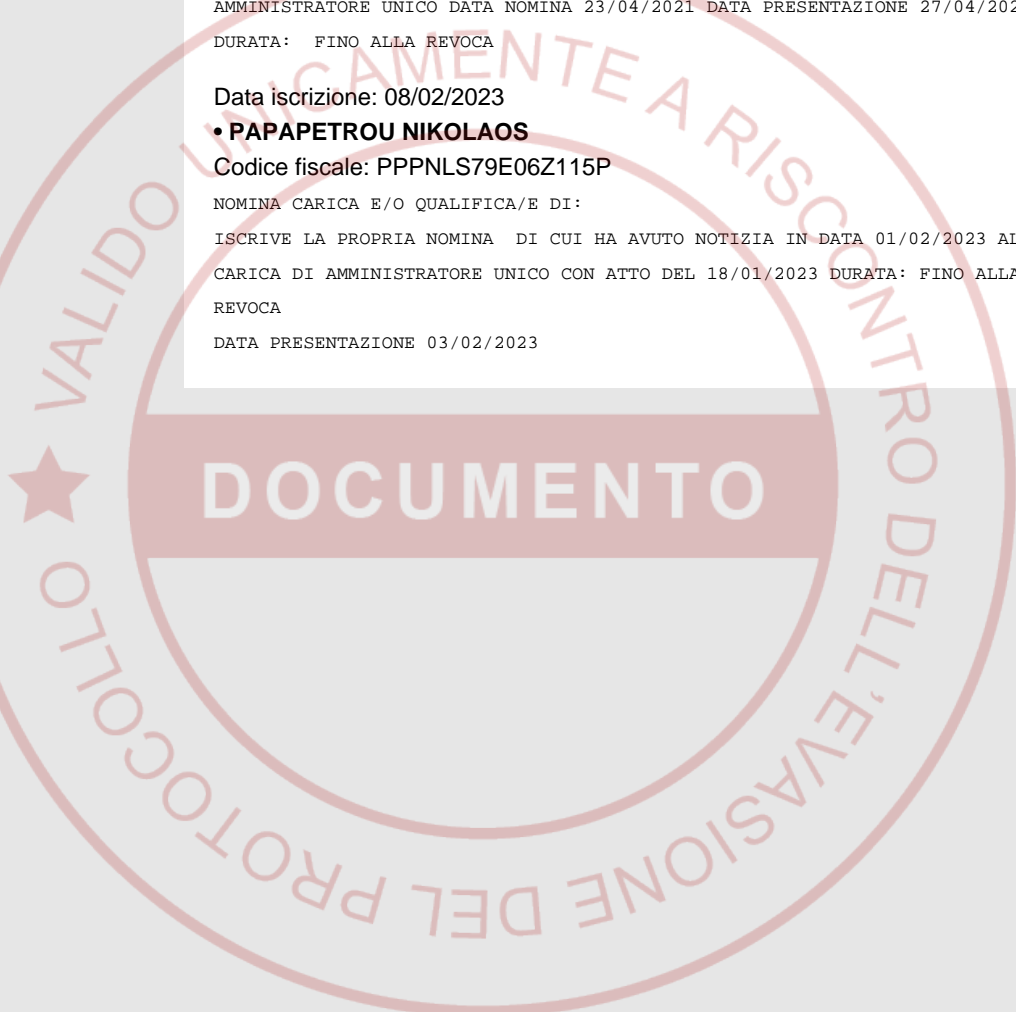 AMMINISTRATORE UNICO DATA NOMINA 23/04/2021 DATA PRESENTAZIONE 27/04/202
DURATA: FINO ALLA REVOCA
Data iscrizione: 08/02/2023
• PAPAPETROU NIKOLAOS
Codice fiscale: PPPNLS79E06Z115P
NOMINA CARICA E/O QUALIFICA/E DI:
ISCRIVE LA PROPRIA NOMINA DI CUI HA AVUTO NOTIZIA IN DATA 01/02/2023 AL
CARICA DI AMMINISTRATORE UNICO CON ATTO DEL 18/01/2023 DURATA: FINO ALLA
REVOCA
DATA PRESENTAZIONE 03/02/2023
VALIDO UNICAMENTE A RISCONTRO DELL'EVASIONE DEL PROTOCOLLO
DOCUMENTO